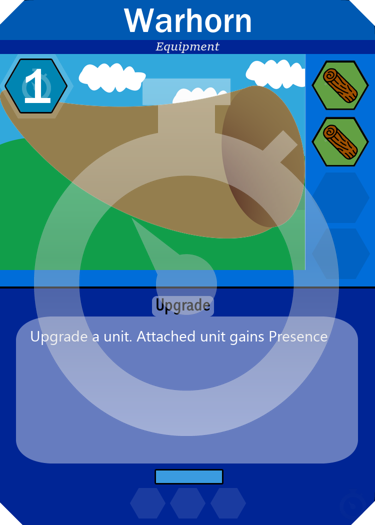 Warhorn
Equipment
1
Upgrade
Upgrade a unit. Attached unit gains Presence